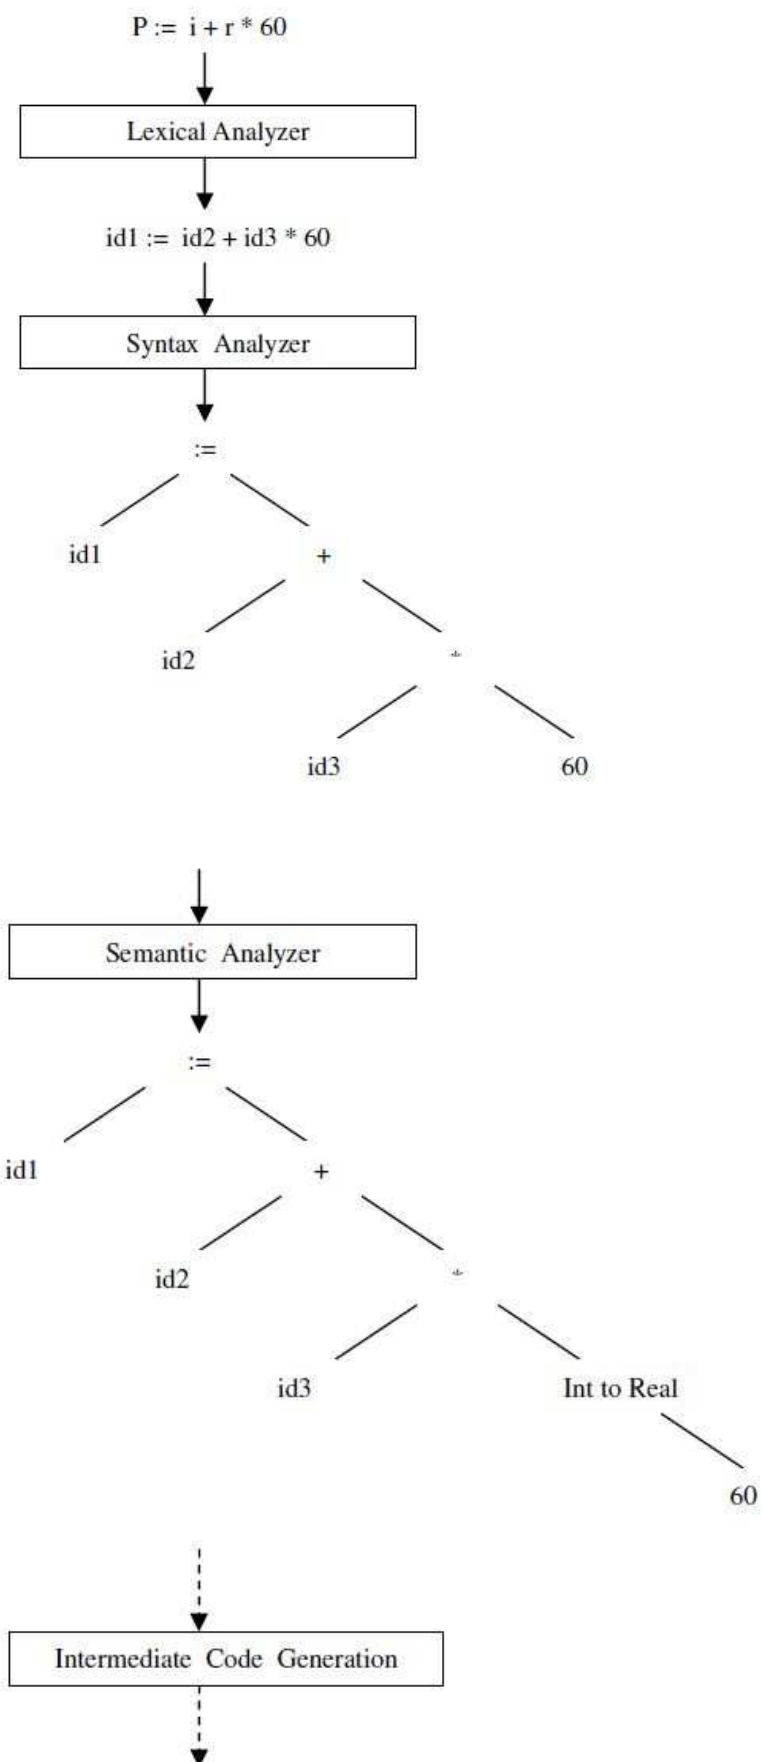 P := i + r * 60
Lexical Analyzer
id1 := id2 + id3 * 60
Syntax Analyzer
:=
id1
+
id2
*
id3
60
Semantic Analyzer
:=
id1
+
id2
*
id3
Int to Real
60
Intermediate Code Generation